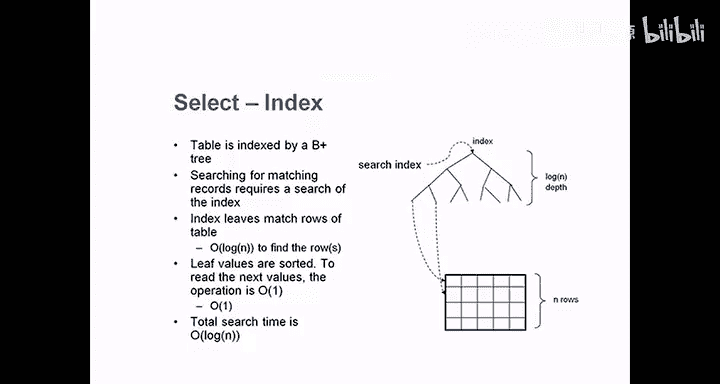 bilibili
Select – Index
• Table is indexed by a B+
tree
• Searching for matching
records requires a search of
the index
• Index leaves match rows of
table
– O(log(n)) to find the row(s)
• Leaf values are sorted. To
read the next values, the
operation is O(1)
– O(1)
• Total search time is
O(log(n))
index
search index
log(n)
depth
n rows